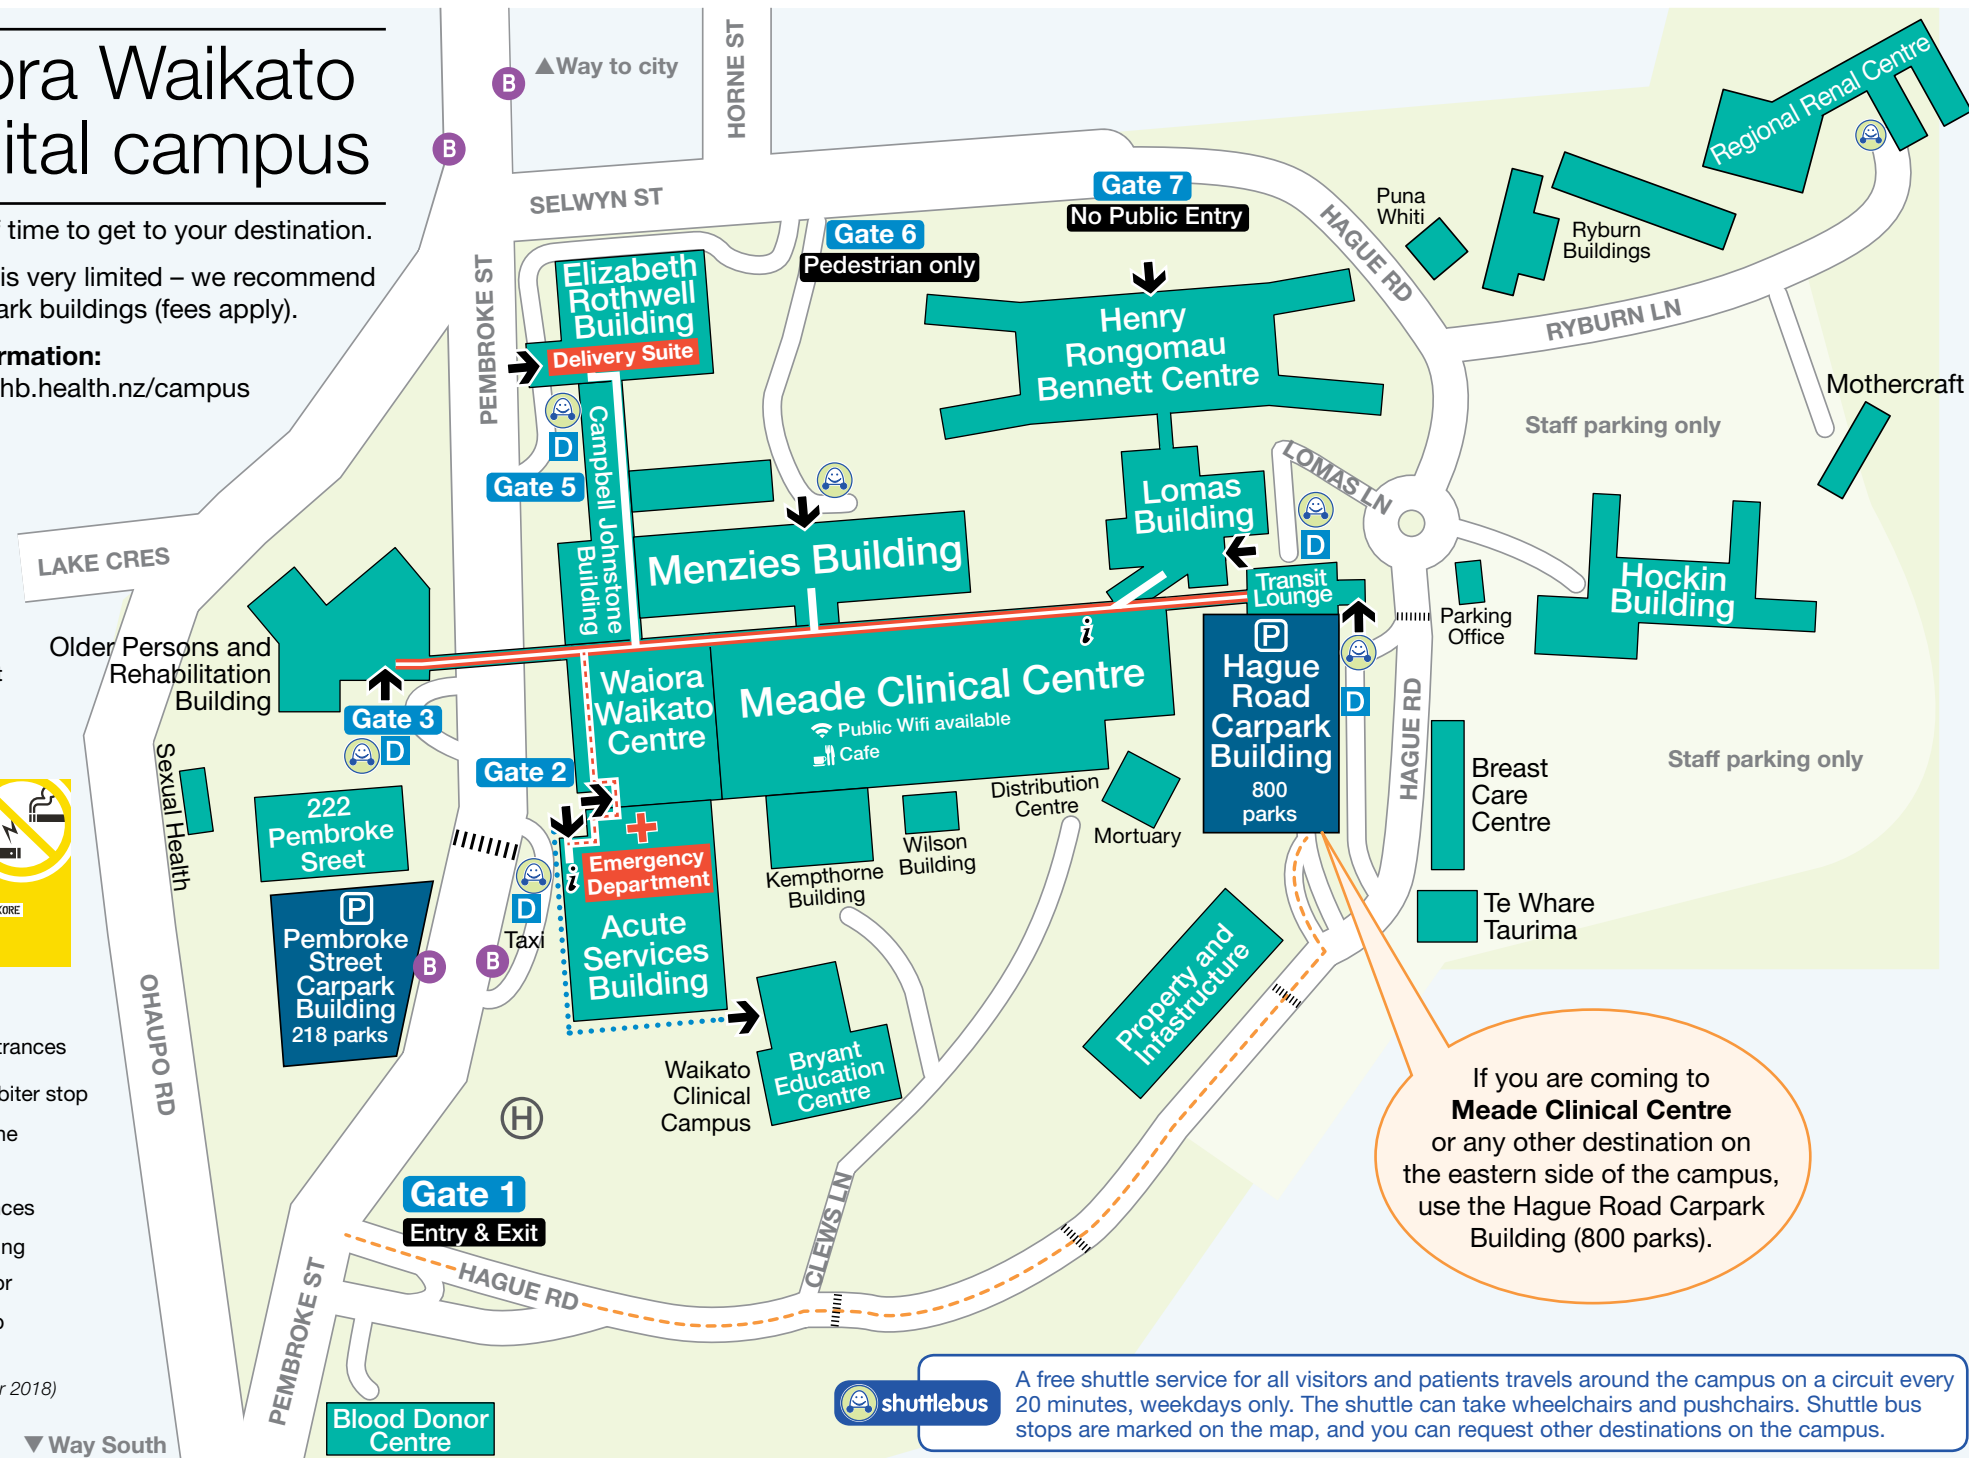 ora Waikato
ital campus
time to get to your destination.
is very limited – we recommend
ark buildings (fees apply).
rmation:
hb.health.nz/campus
▲Way to city
B
B
HORNE ST
SELWYN ST
PEMBROKE ST
Gate 6
Pedestrian only
Gate 7
No Public Entry
HAGUE RD
Puna
Whiti
Ryburn
Buildings
Regional Renal Centre
RYBURN LN
Mothercraft
Staff parking only
Elizabeth
Rothwell
Building
Delivery Suite
D
Gate 5
Campbell Johnstone
Building
Henry
Rongomau
Bennett Centre
Lomas
Building
LOMAS LN
D
Transit
Lounge
Menzies Building
LAKE CRES
Older Persons and
Rehabilitation
Building
Gate 3
D
Waiora
Waikato
Centre
Meade Clinical Centre
i
Public Wifi available
Cafe
P
Hague
Road
Carpark
Building
800
parks
D
HAGUE RD
Parking
Office
Hockin
Building
Staff parking only
Breast
Care
Centre
Te Whare
Taurima
Sexual Health
222
Pembroke
Sreet
Gate 2
Emergency
Department
i
D
Taxi
Acute
Services
Building
Kempthorne
Building
Wilson
Building
Distribution
Centre
Mortuary
P
Pembroke
Street
Carpark
Building
218 parks
B
B
KORE
OHAUPO RD
Property and
Infastructure
Waikato
Clinical
Campus
Bryant
Education
Centre
H
trances
biter stop
ne
ces
ng
or
r 2018)
Gate 1
Entry & Exit
HAGUE RD
CLEWS LN
PEMBROKE ST
Blood Donor
Centre
▼Way South
If you are coming to
Meade Clinical Centre
or any other destination on
the eastern side of the campus,
use the Hague Road Carpark
Building (800 parks).
shuttlebus
A free shuttle service for all visitors and patients travels around the campus on a circuit every
20 minutes, weekdays only. The shuttle can take wheelchairs and pushchairs. Shuttle bus
stops are marked on the map, and you can request other destinations on the campus.